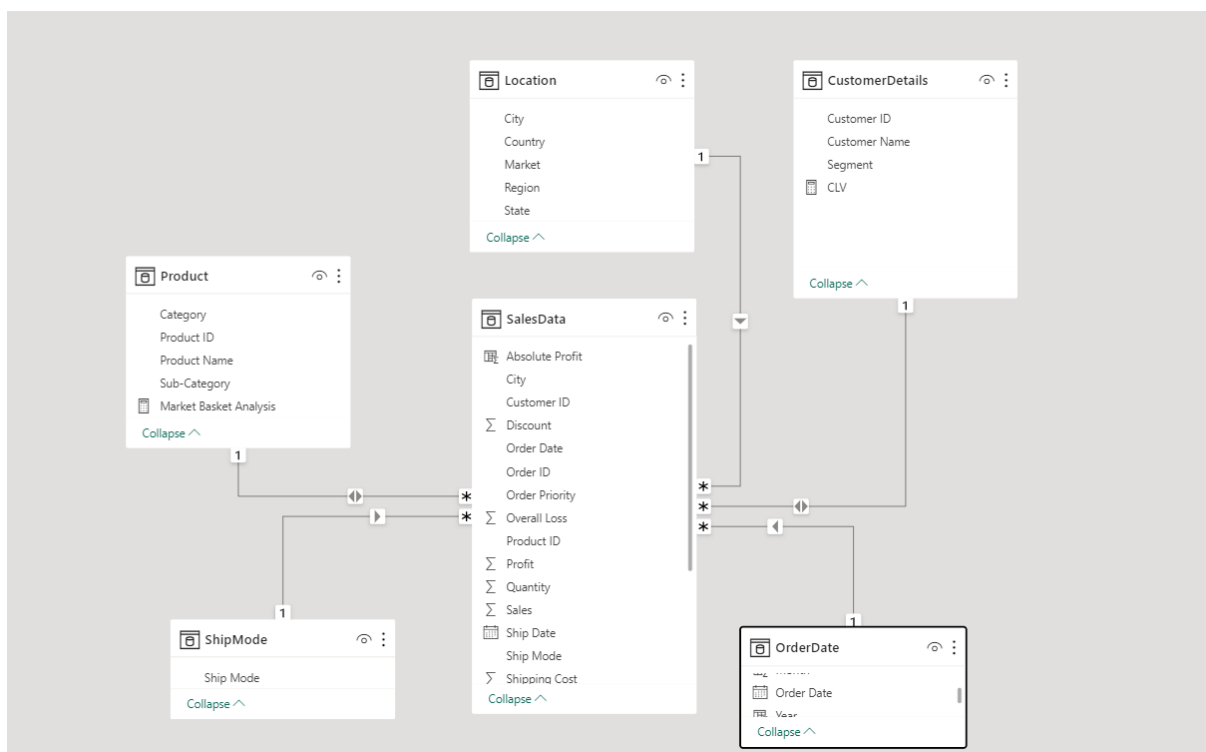 Location
City
Country
Market
Region
State
Collapse
CustomerDetails
Customer ID
Customer Name
Segment
CLV
Collapse
1
1
Product
Category
Product ID
Product Name
Sub-Category
Market Basket Analysis
Collapse
1
SalesData
Absolute Profit
City
Customer ID
Discount
Order Date
Order ID
Order Priority
Overall Loss
Product ID
Profit
Quantity
Sales
Ship Date
Ship Mode
Shipping Cost
Collapse
*
*
*
*
*
1
ShipMode
Ship Mode
Collapse
1
OrderDate
Order Date
Year
Collapse